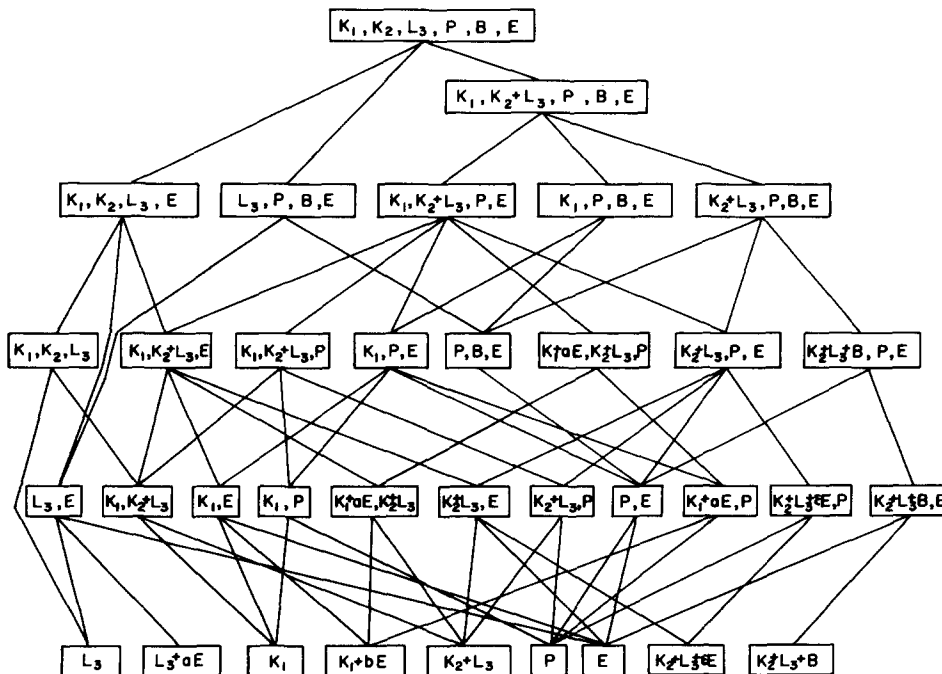 K₁, K₂, L₃, P, B, E
K₁, K₂+L₃, P, B, E
K₁, K₂, L₃, E L₃, P, B, E K₁, K₂+L₃, P, E K₁, P, B, E K₂+L₃, P, B, E
K₁, K₂, L₃ K₁, K₂+L₃, E K₁, K₂+L₃, P K₁, P, E P, B, E K₁+aE, K₂+L₃, P K₂+L₃, P, E K₂+L₃+B, P, E
L₃, E K₁, K₂+L₃ K₁, E K₁, P K₁+aE, K₂+L₃ K₂+L₃, E K₂+L₃, P P, E K₁+aE, P K₂+L₃+aE, P K₂+L₃+B, E
L₃ L₃+aE K₁ K₁+bE K₂+L₃ P E K₂+L₃+ E K₂+L₃+B